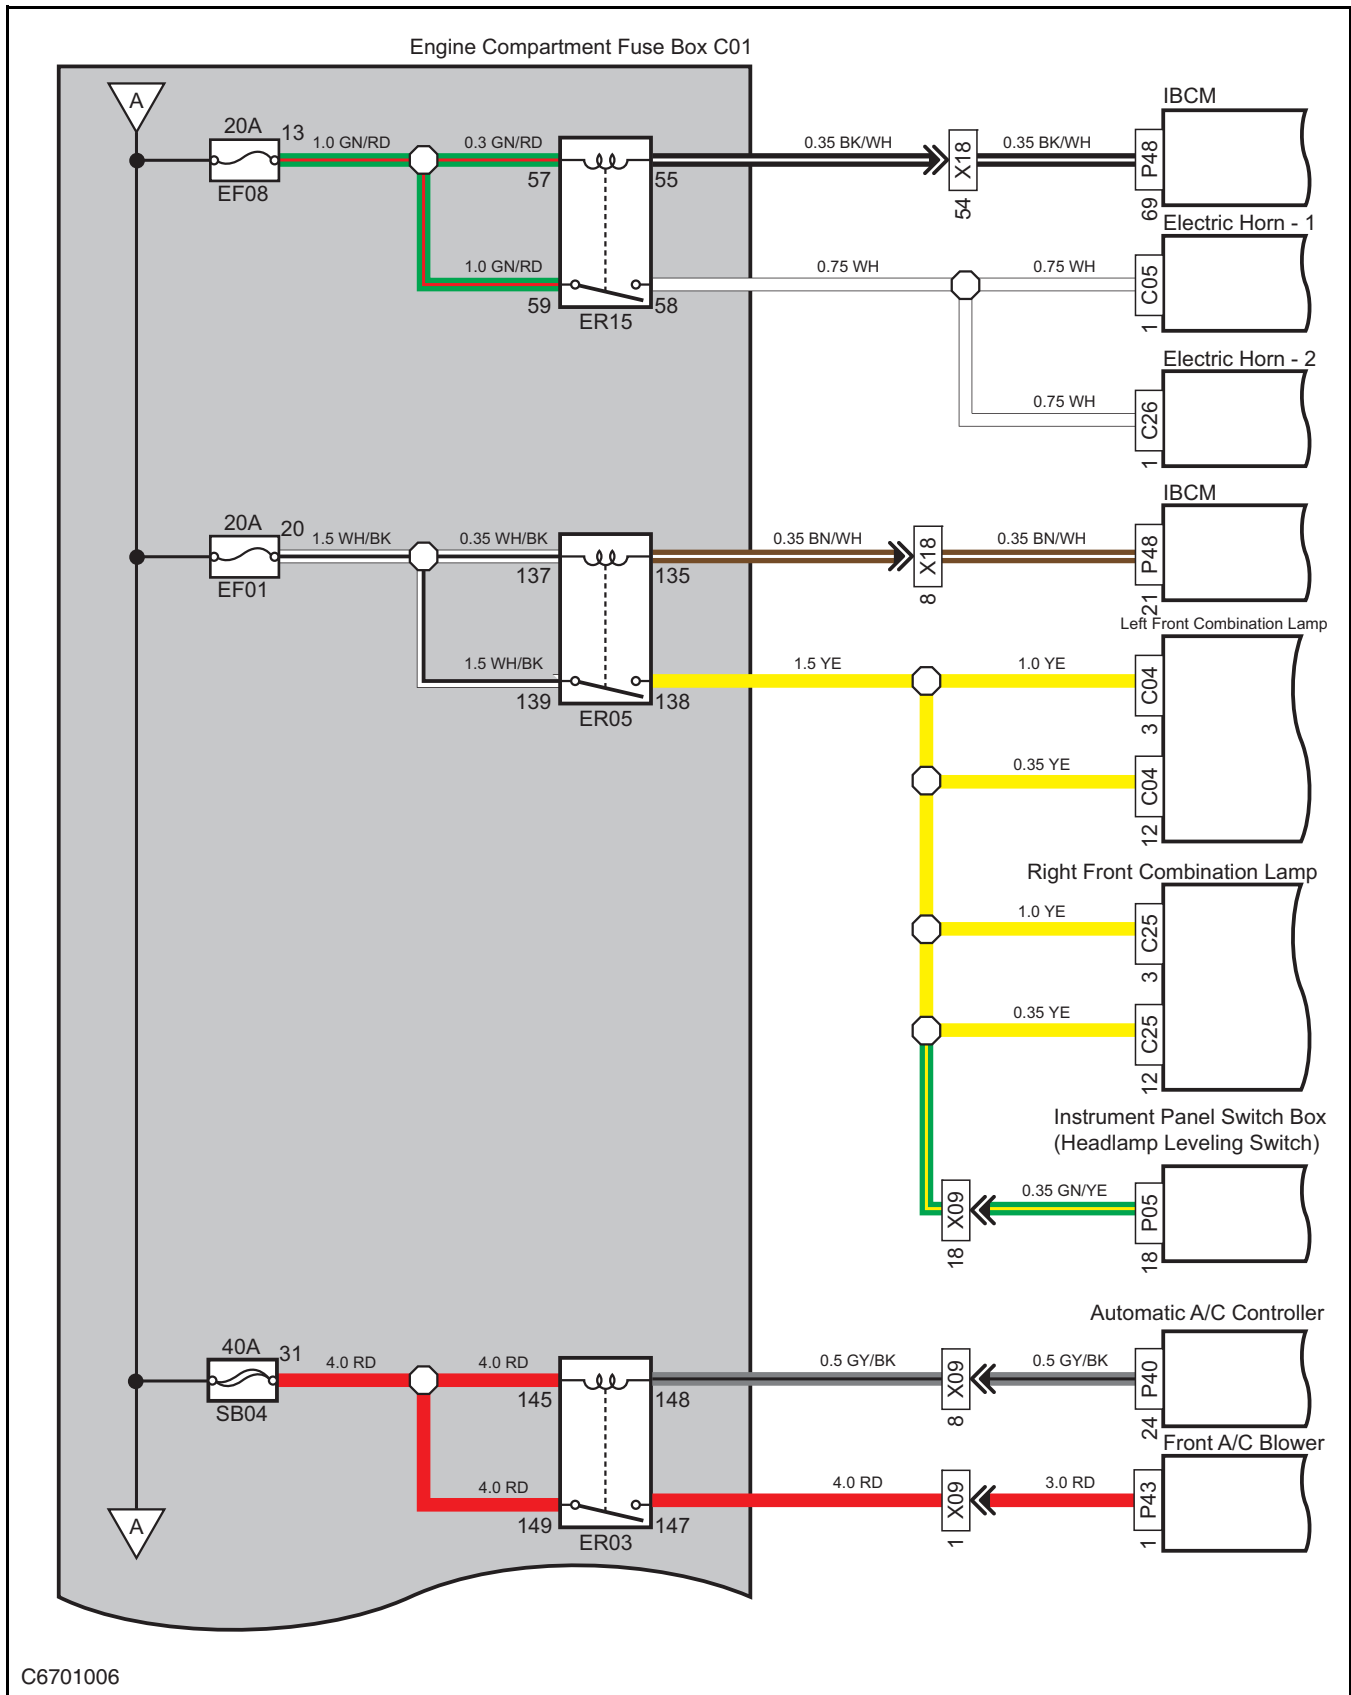 Engine Compartment Fuse Box C01
A
20A
13
EF08
1.0 GN/RD
0.3 GN/RD
57
55
1.0 GN/RD
59
58
ER15
0.35 BK/WH
X18
54
0.35 BK/WH
IBCM
P48
69
0.75 WH
0.75 WH
Electric Horn - 1
C05
1
0.75 WH
Electric Horn - 2
C26
1
20A
20
EF01
1.5 WH/BK
0.35 WH/BK
137
135
1.5 WH/BK
139
138
ER05
0.35 BN/WH
X18
8
0.35 BN/WH
IBCM
P48
21
1.5 YE
1.0 YE
Left Front Combination Lamp
C04
3
0.35 YE
C04
12
Right Front Combination Lamp
1.0 YE
C25
3
0.35 YE
C25
12
Instrument Panel Switch Box
(Headlamp Leveling Switch)
X09
18
0.35 GN/YE
P05
18
40A
31
SB04
4.0 RD
4.0 RD
145
148
4.0 RD
149
147
ER03
0.5 GY/BK
X09
8
0.5 GY/BK
Automatic A/C Controller
P40
24
4.0 RD
X09
1
3.0 RD
Front A/C Blower
P43
1
A
C6701006